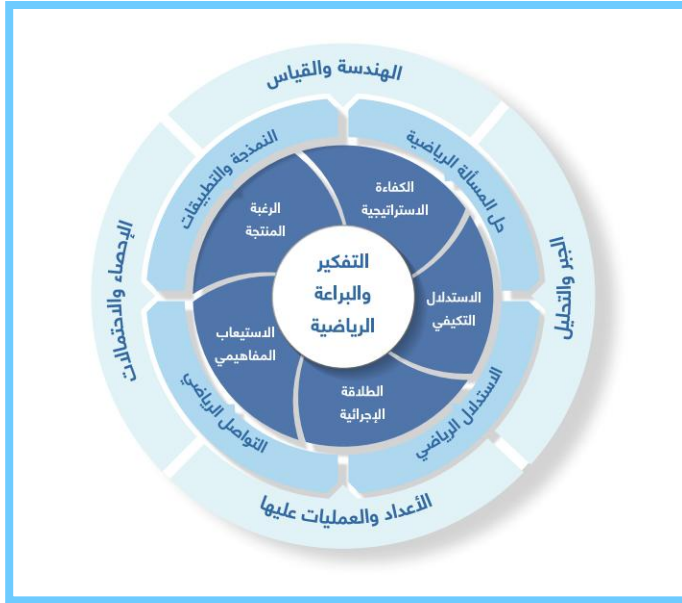 الهندسة والقياس
الجبر والتحليل
الأعداد والعمليات عليها
الإحصاء والاحتمالات
حل المسألة الرياضية
الاستدلال الرياضي
التواصل الرياضي
النمذجة والتطبيقات
الكفاءة
الاستراتيجية
الاستدلال
التكيفي
الطلاقة
الإجرائية
الاستيعاب
المفاهيمي
الرغبة
المنتجة
التفكير
والبراعة
الرياضية